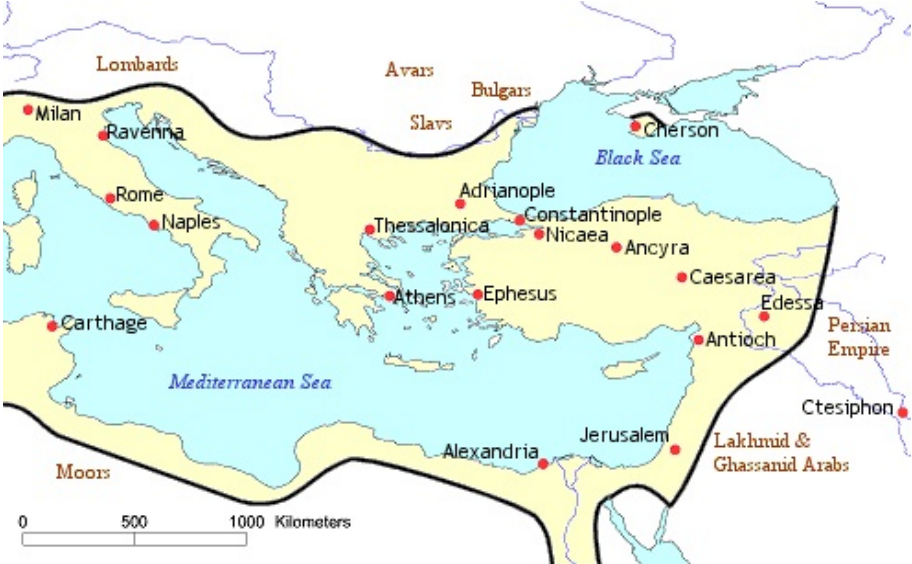 Lombards
Avars
Bulgars
Milan
Slavs
Ravenna
Cherson
Black Sea
Adrianople
Rome
Constantinople
Naples
Thessalonica
Nicaea
Ancyra
Caesarea
Athens
Ephesus
Edessa
Carthage
Persian
Empire
Antioch
Mediterranean Sea
Ctesiphon
Jerusalem
Lakhmid &
Ghassanid Arabs
Alexandria
Moors
0 500 1000 Kilometers